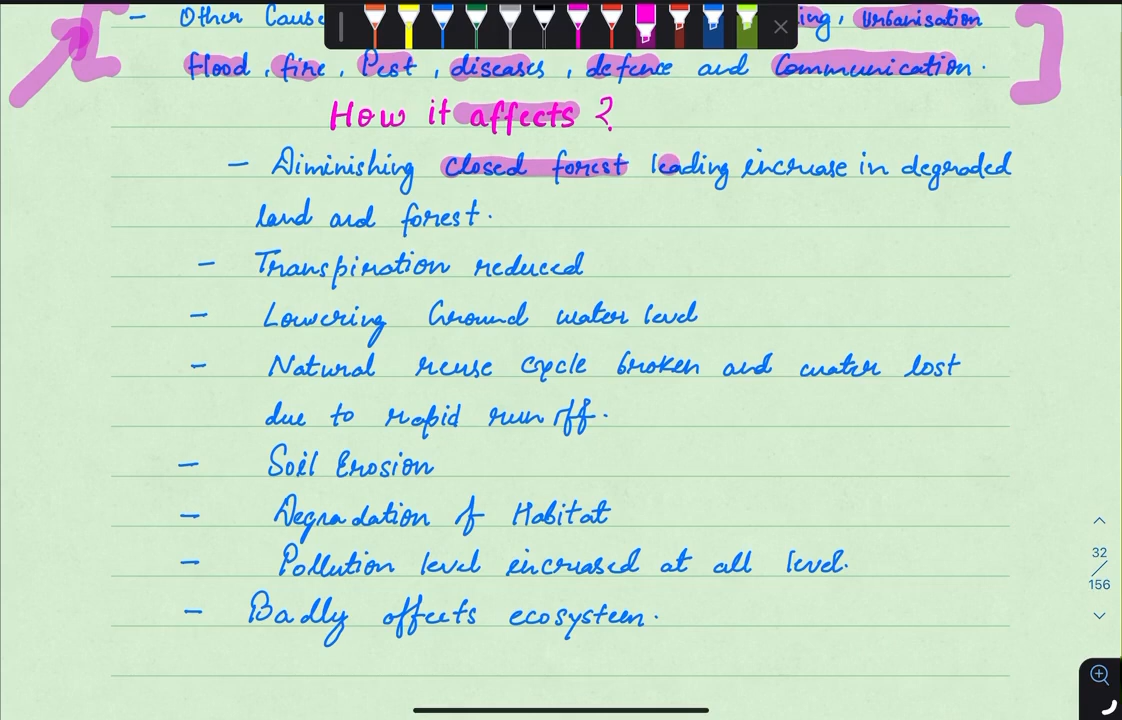 - Other Cause ing, Urbanisation
flood, fire, Pest, diseases, defence and Communication.
How it affects ?
- Diminishing closed forest leading increase in degraded
land and forest.
- Transpiration reduced
- Lowering Ground water level
- Natural reuse cycle broken and water lost
due to rapid run off.
- Soil Erosion
- Degradation of Habitat
- Pollution level increased at all level.
- Badly affects ecosystem.
32
156